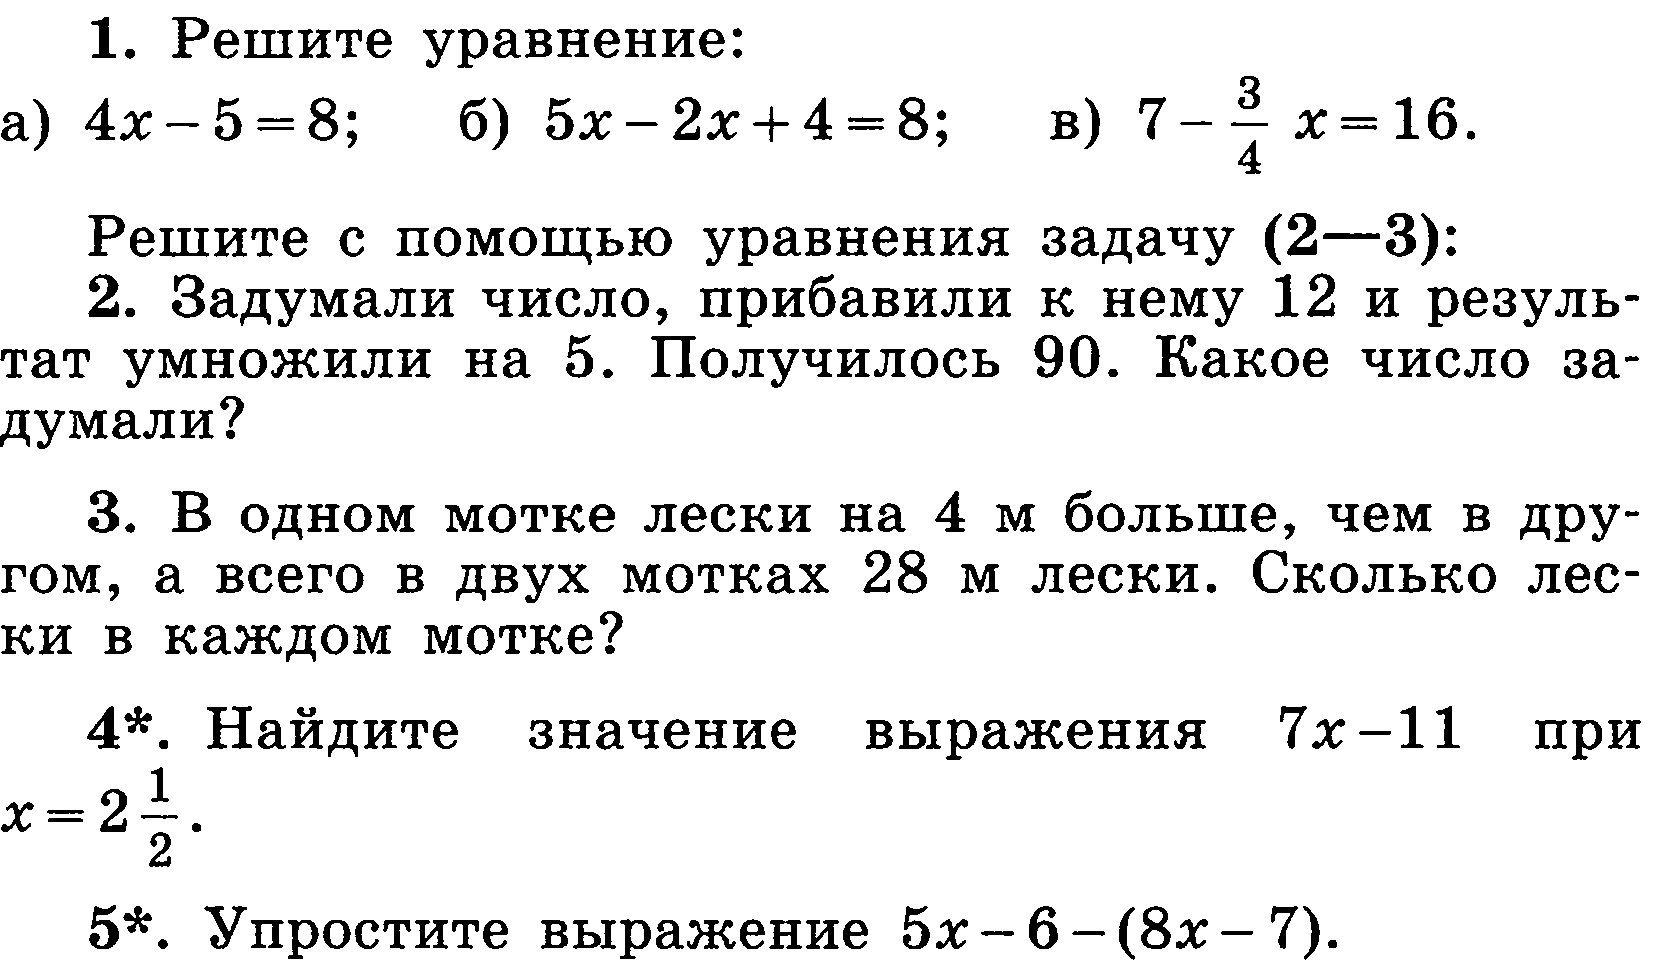 1. Решите уравнение:
а) 4x − 5 = 8; б) 5x − 2x + 4 = 8; в) 7 − 3/4 x = 16.
Решите с помощью уравнения задачу (2—3):
2. Задумали число, прибавили к нему 12 и резуль-
тат умножили на 5. Получилось 90. Какое число за-
думали?
3. В одном мотке лески на 4 м больше, чем в дру-
гом, а всего в двух мотках 28 м лески. Сколько лес-
ки в каждом мотке?
4*. Найдите значение выражения 7x − 11 при
x = 2 1/2.
5*. Упростите выражение 5x − 6 − (8x − 7).